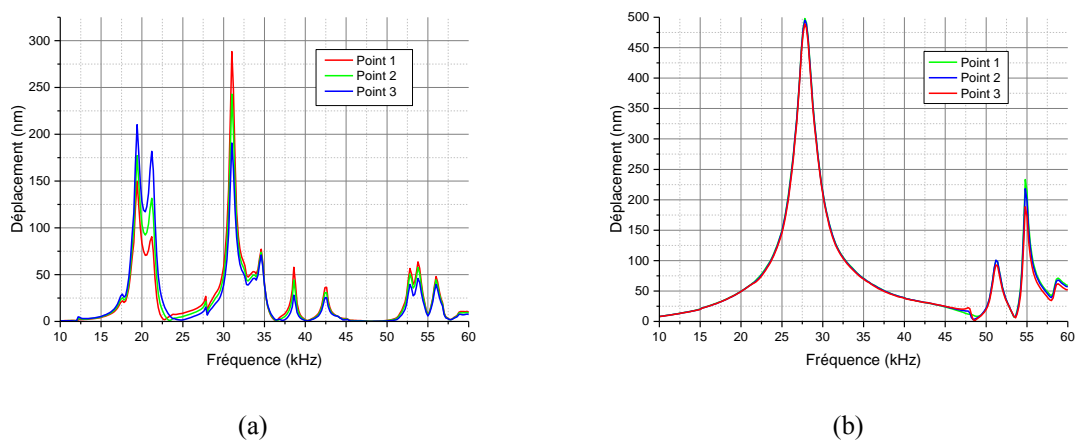 300
250
200
150
100
50
0
Déplacement (nm)
10 15 20 25 30 35 40 45 50 55 60
Fréquence (kHz)
Point 1
Point 2
Point 3
(a)
500
450
400
350
300
250
200
150
100
50
0
Déplacement (nm)
10 15 20 25 30 35 40 45 50 55 60
Fréquence (kHz)
Point 1
Point 2
Point 3
(b)